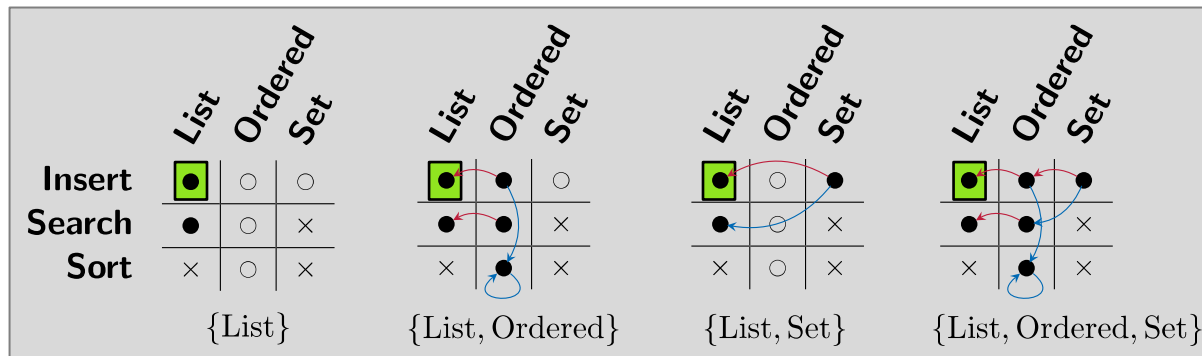 List Ordered Set List Ordered Set List Ordered Set List Ordered Set
Insert
Search
Sort
{List} {List, Ordered} {List, Set} {List, Ordered, Set}